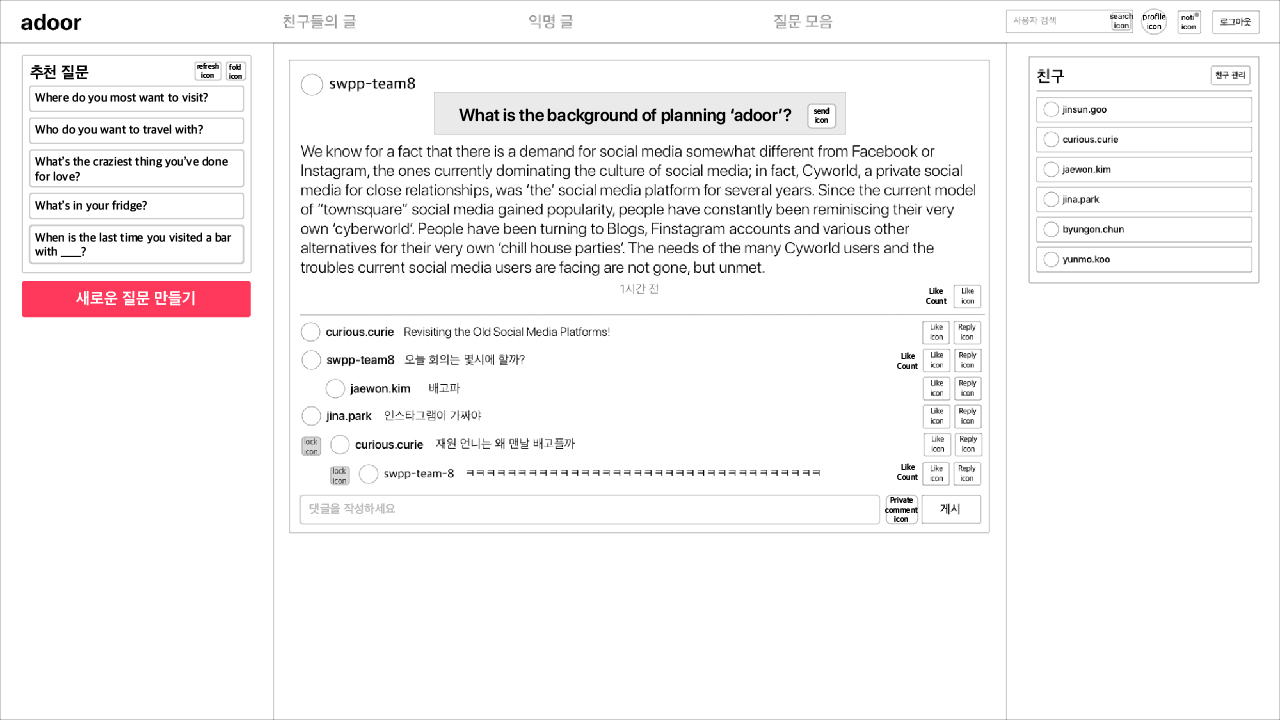 adoor
친구들의 글
익명 글
질문 모음
사용자 검색
search
icon
profile
icon
noti
icon
로그아웃
추천 질문
refresh
icon
fold
icon
Where do you most want to visit?
Who do you want to travel with?
What's the craziest thing you've done
for love?
What's in your fridge?
When is the last time you visited a bar
with ____?
새로운 질문 만들기
swpp-team8
What is the background of planning ‘adoor’?
send
icon
We know for a fact that there is a demand for social media somewhat different from Facebook or
Instagram, the ones currently dominating the culture of social media; in fact, Cyworld, a private social
media for close relationships, was ‘the’ social media platform for several years. Since the current model
of “townsquare” social media gained popularity, people have constantly been reminiscing their very
own ‘cyberworld’. People have been turning to Blogs, Finstagram accounts and various other
alternatives for their very own ‘chill house parties’. The needs of the many Cyworld users and the
troubles current social media users are facing are not gone, but unmet.
1시간 전
Like
Count
Like
icon
curious.curie Revisiting the Old Social Media Platforms!
Like
icon
Reply
icon
swpp-team8 오늘 회의는 몇시에 할까?
Like
Count
Like
icon
Reply
icon
jaewon.kim 배고파
Like
icon
Reply
icon
jina.park 인스타그램이 가짜야
Like
icon
Reply
icon
lock
icon
curious.curie 재원 언니는 왜 맨날 배고플까
Like
icon
Reply
icon
lock
icon
swpp-team-8 ㅋㅋㅋㅋㅋㅋㅋㅋㅋㅋㅋㅋㅋㅋㅋㅋㅋㅋㅋㅋㅋㅋㅋㅋㅋㅋㅋㅋ
Like
Count
Like
icon
Reply
icon
댓글을 작성하세요
Private
comment
icon
게시
친구
친구 관리
jinsun.goo
curious.curie
jaewon.kim
jina.park
byungon.chun
yunmo.koo